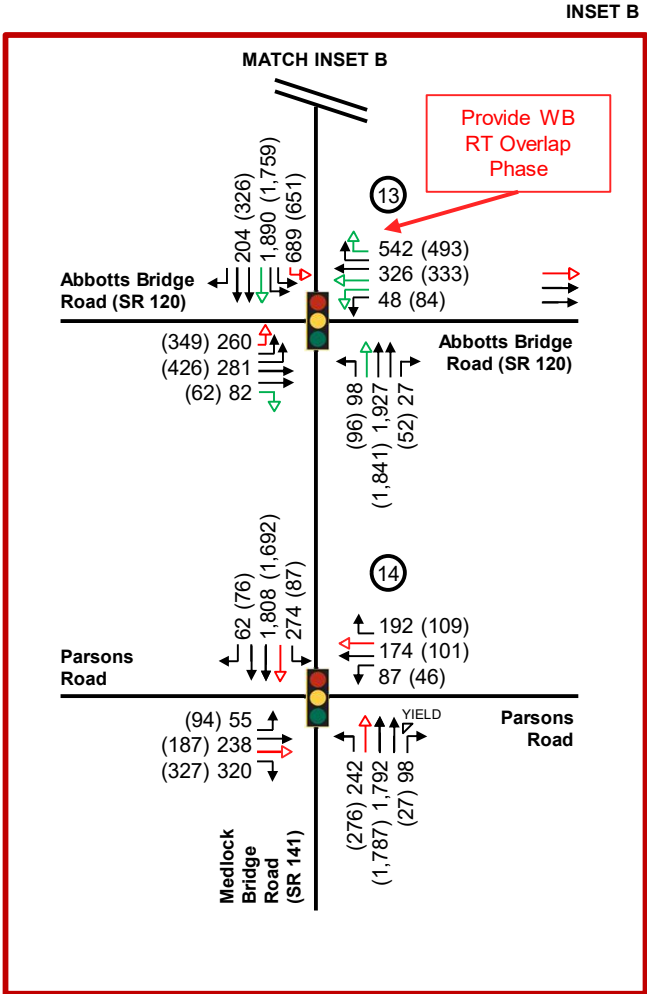 INSET B
MATCH INSET B
Provide WB
RT Overlap
Phase
13
204 (326)
1,890 (1,759)
689 (651)
542 (493)
326 (333)
48 (84)
Abbotts Bridge
Road (SR 120)
(349) 260
(426) 281
(62) 82
Abbotts Bridge
Road (SR 120)
(96) 98
(1,841) 1,927
(52) 27
14
62 (76)
1,808 (1,692)
274 (87)
192 (109)
174 (101)
87 (46)
Parsons
Road
(94) 55
(187) 238
(327) 320
YIELD
Parsons
Road
(276) 242
(1,787) 1,792
(27) 98
Medlock
Bridge
Road
(SR 141)